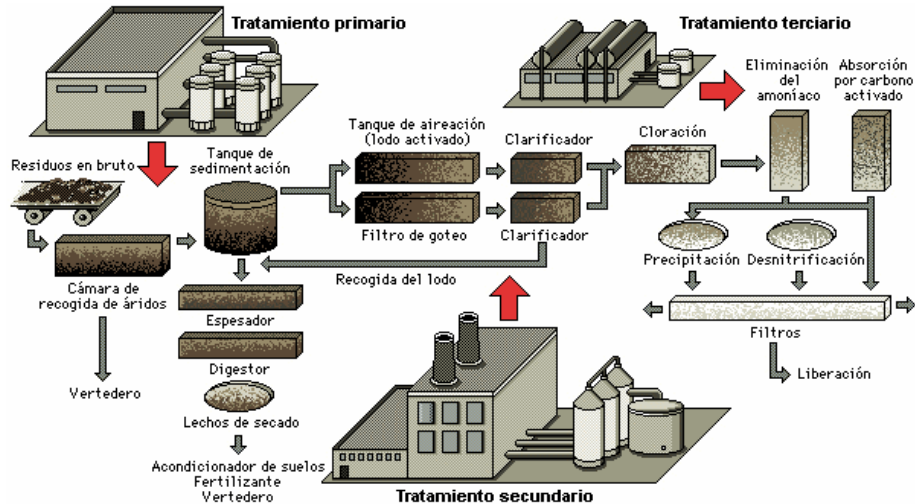 Tratamiento primario
Tratamiento terciario
Eliminación
del
amoníaco
Absorción
por carbono
activado
Residuos en bruto
Tanque de
sedimentación
Tanque de aireación
(lodo activado)
Clarificador
Cloración
Filtro de goteo
Clarificador
Cámara de
recogida de áridos
Recogida del lodo
Precipitación
Desnitrificación
Espesador
Filtros
Digestor
Vertedero
Liberación
Lechos de secado
Acondicionador de suelos
Fertilizante
Vertedero
Tratamiento secundario